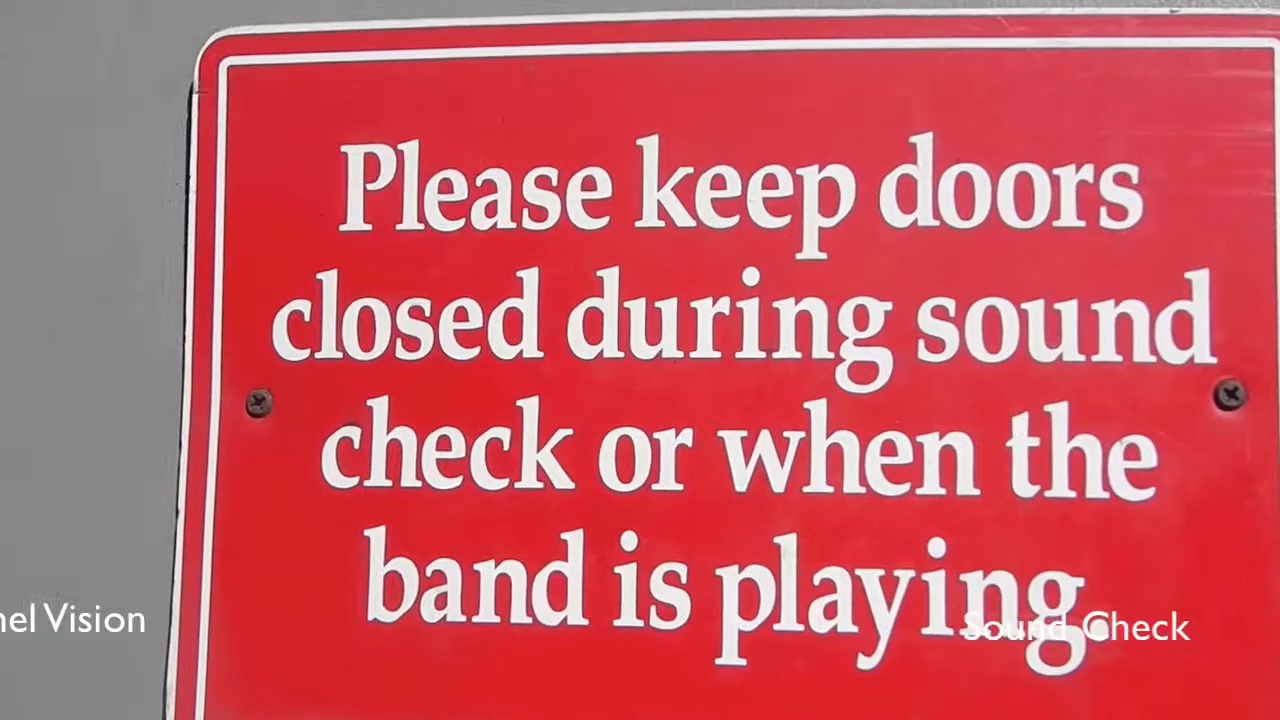 Please keep doors
closed during sound
check or when the
band is playing
nel Vision
Sound Check